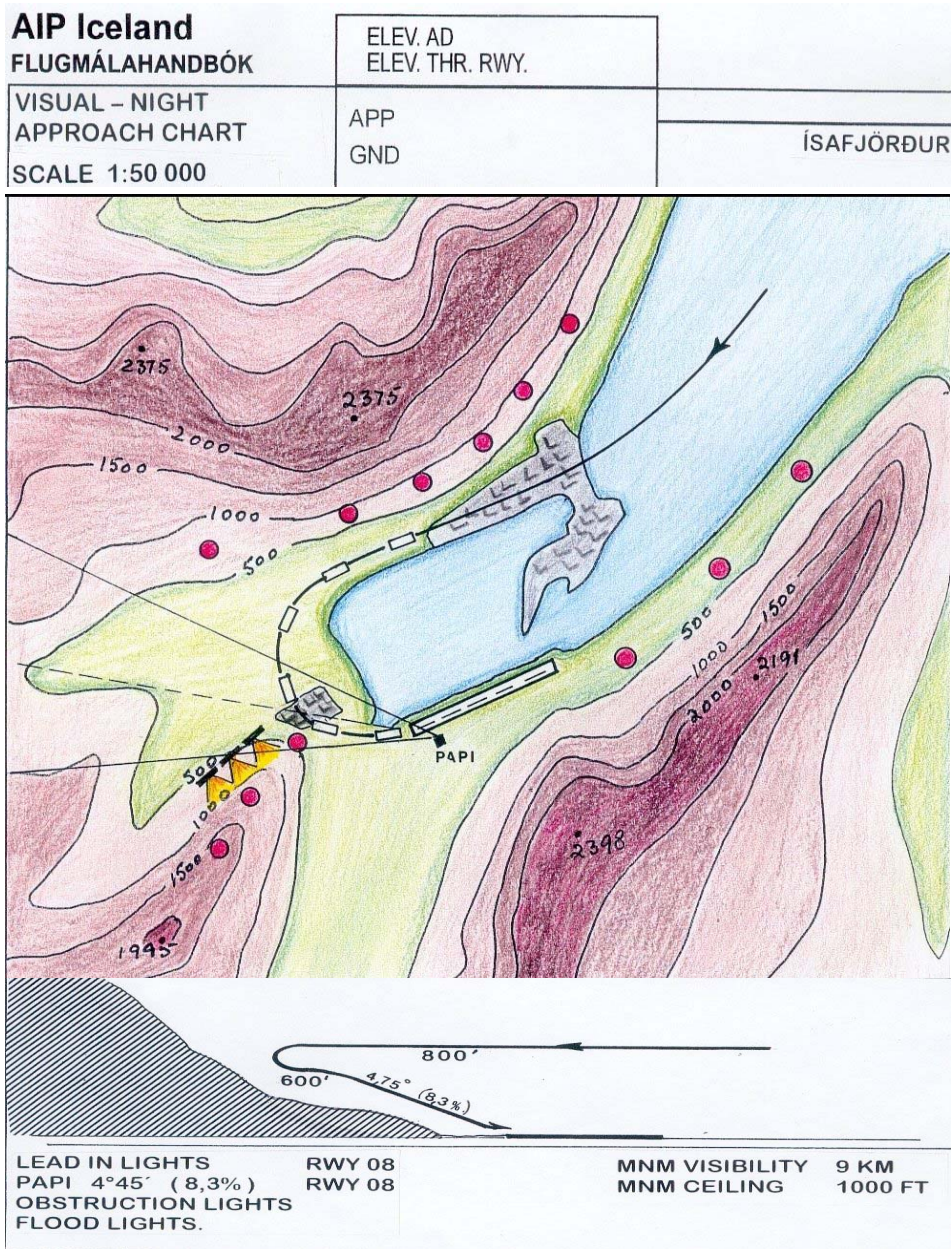 AIP Iceland
FLUGMÁLAHANDBÓK
VISUAL – NIGHT
APPROACH CHART
SCALE 1:50 000
ELEV. AD
ELEV. THR. RWY.
APP
GND
ÍSAFJÖRÐUR
2375
2375
2000
1500
1000
500
500
1000
1500
2000
2191
PAPI
500
1000
1500
2398
1995
800'
600'
4,75° (8,3%)
LEAD IN LIGHTS RWY 08
PAPI 4°45´ (8,3%) RWY 08
OBSTRUCTION LIGHTS
FLOOD LIGHTS.
MNM VISIBILITY 9 KM
MNM CEILING 1000 FT